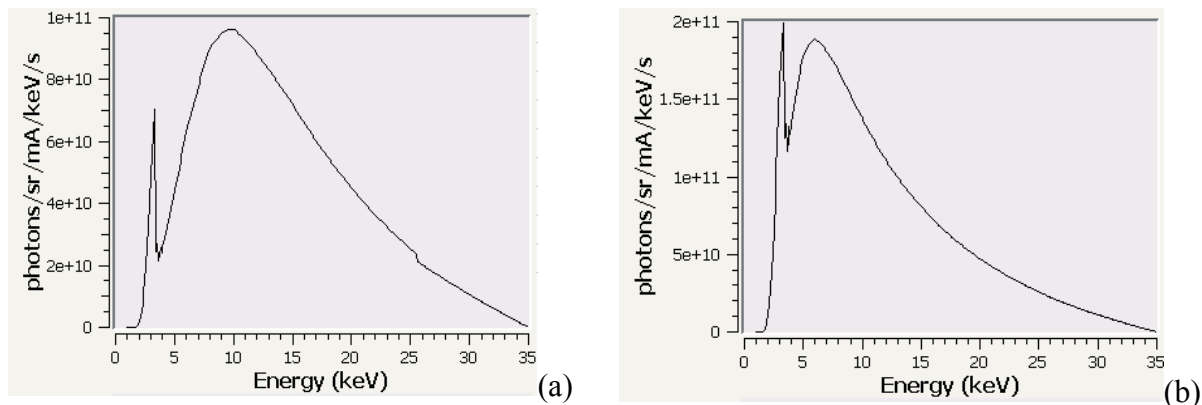 photons/sr/mA/keV/s
1e+11
8e+10
6e+10
4e+10
2e+10
0
0 5 10 15 20 25 30 35
Energy (keV)
(a)
photons/sr/mA/keV/s
2e+11
1.5e+11
1e+11
5e+10
0
0 5 10 15 20 25 30 35
Energy (keV)
(b)